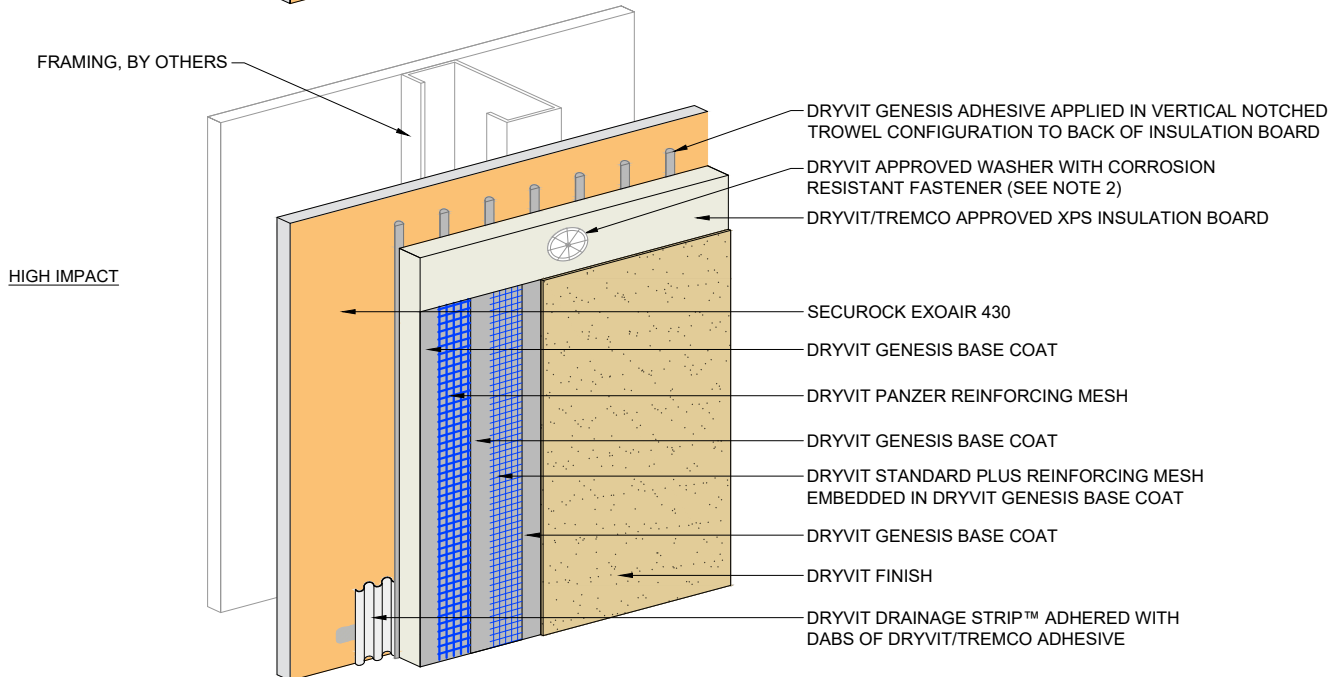 FRAMING, BY OTHERS
DRYVIT GENESIS ADHESIVE APPLIED IN VERTICAL NOTCHED
TROWEL CONFIGURATION TO BACK OF INSULATION BOARD
DRYVIT APPROVED WASHER WITH CORROSION
RESISTANT FASTENER (SEE NOTE 2)
DRYVIT/TREMCO APPROVED XPS INSULATION BOARD
HIGH IMPACT
SECUROCK EXOAIR 430
DRYVIT GENESIS BASE COAT
DRYVIT PANZER REINFORCING MESH
DRYVIT GENESIS BASE COAT
DRYVIT STANDARD PLUS REINFORCING MESH
EMBEDDED IN DRYVIT GENESIS BASE COAT
DRYVIT GENESIS BASE COAT
DRYVIT FINISH
DRYVIT DRAINAGE STRIP™ ADHERED WITH
DABS OF DRYVIT/TREMCO ADHESIVE